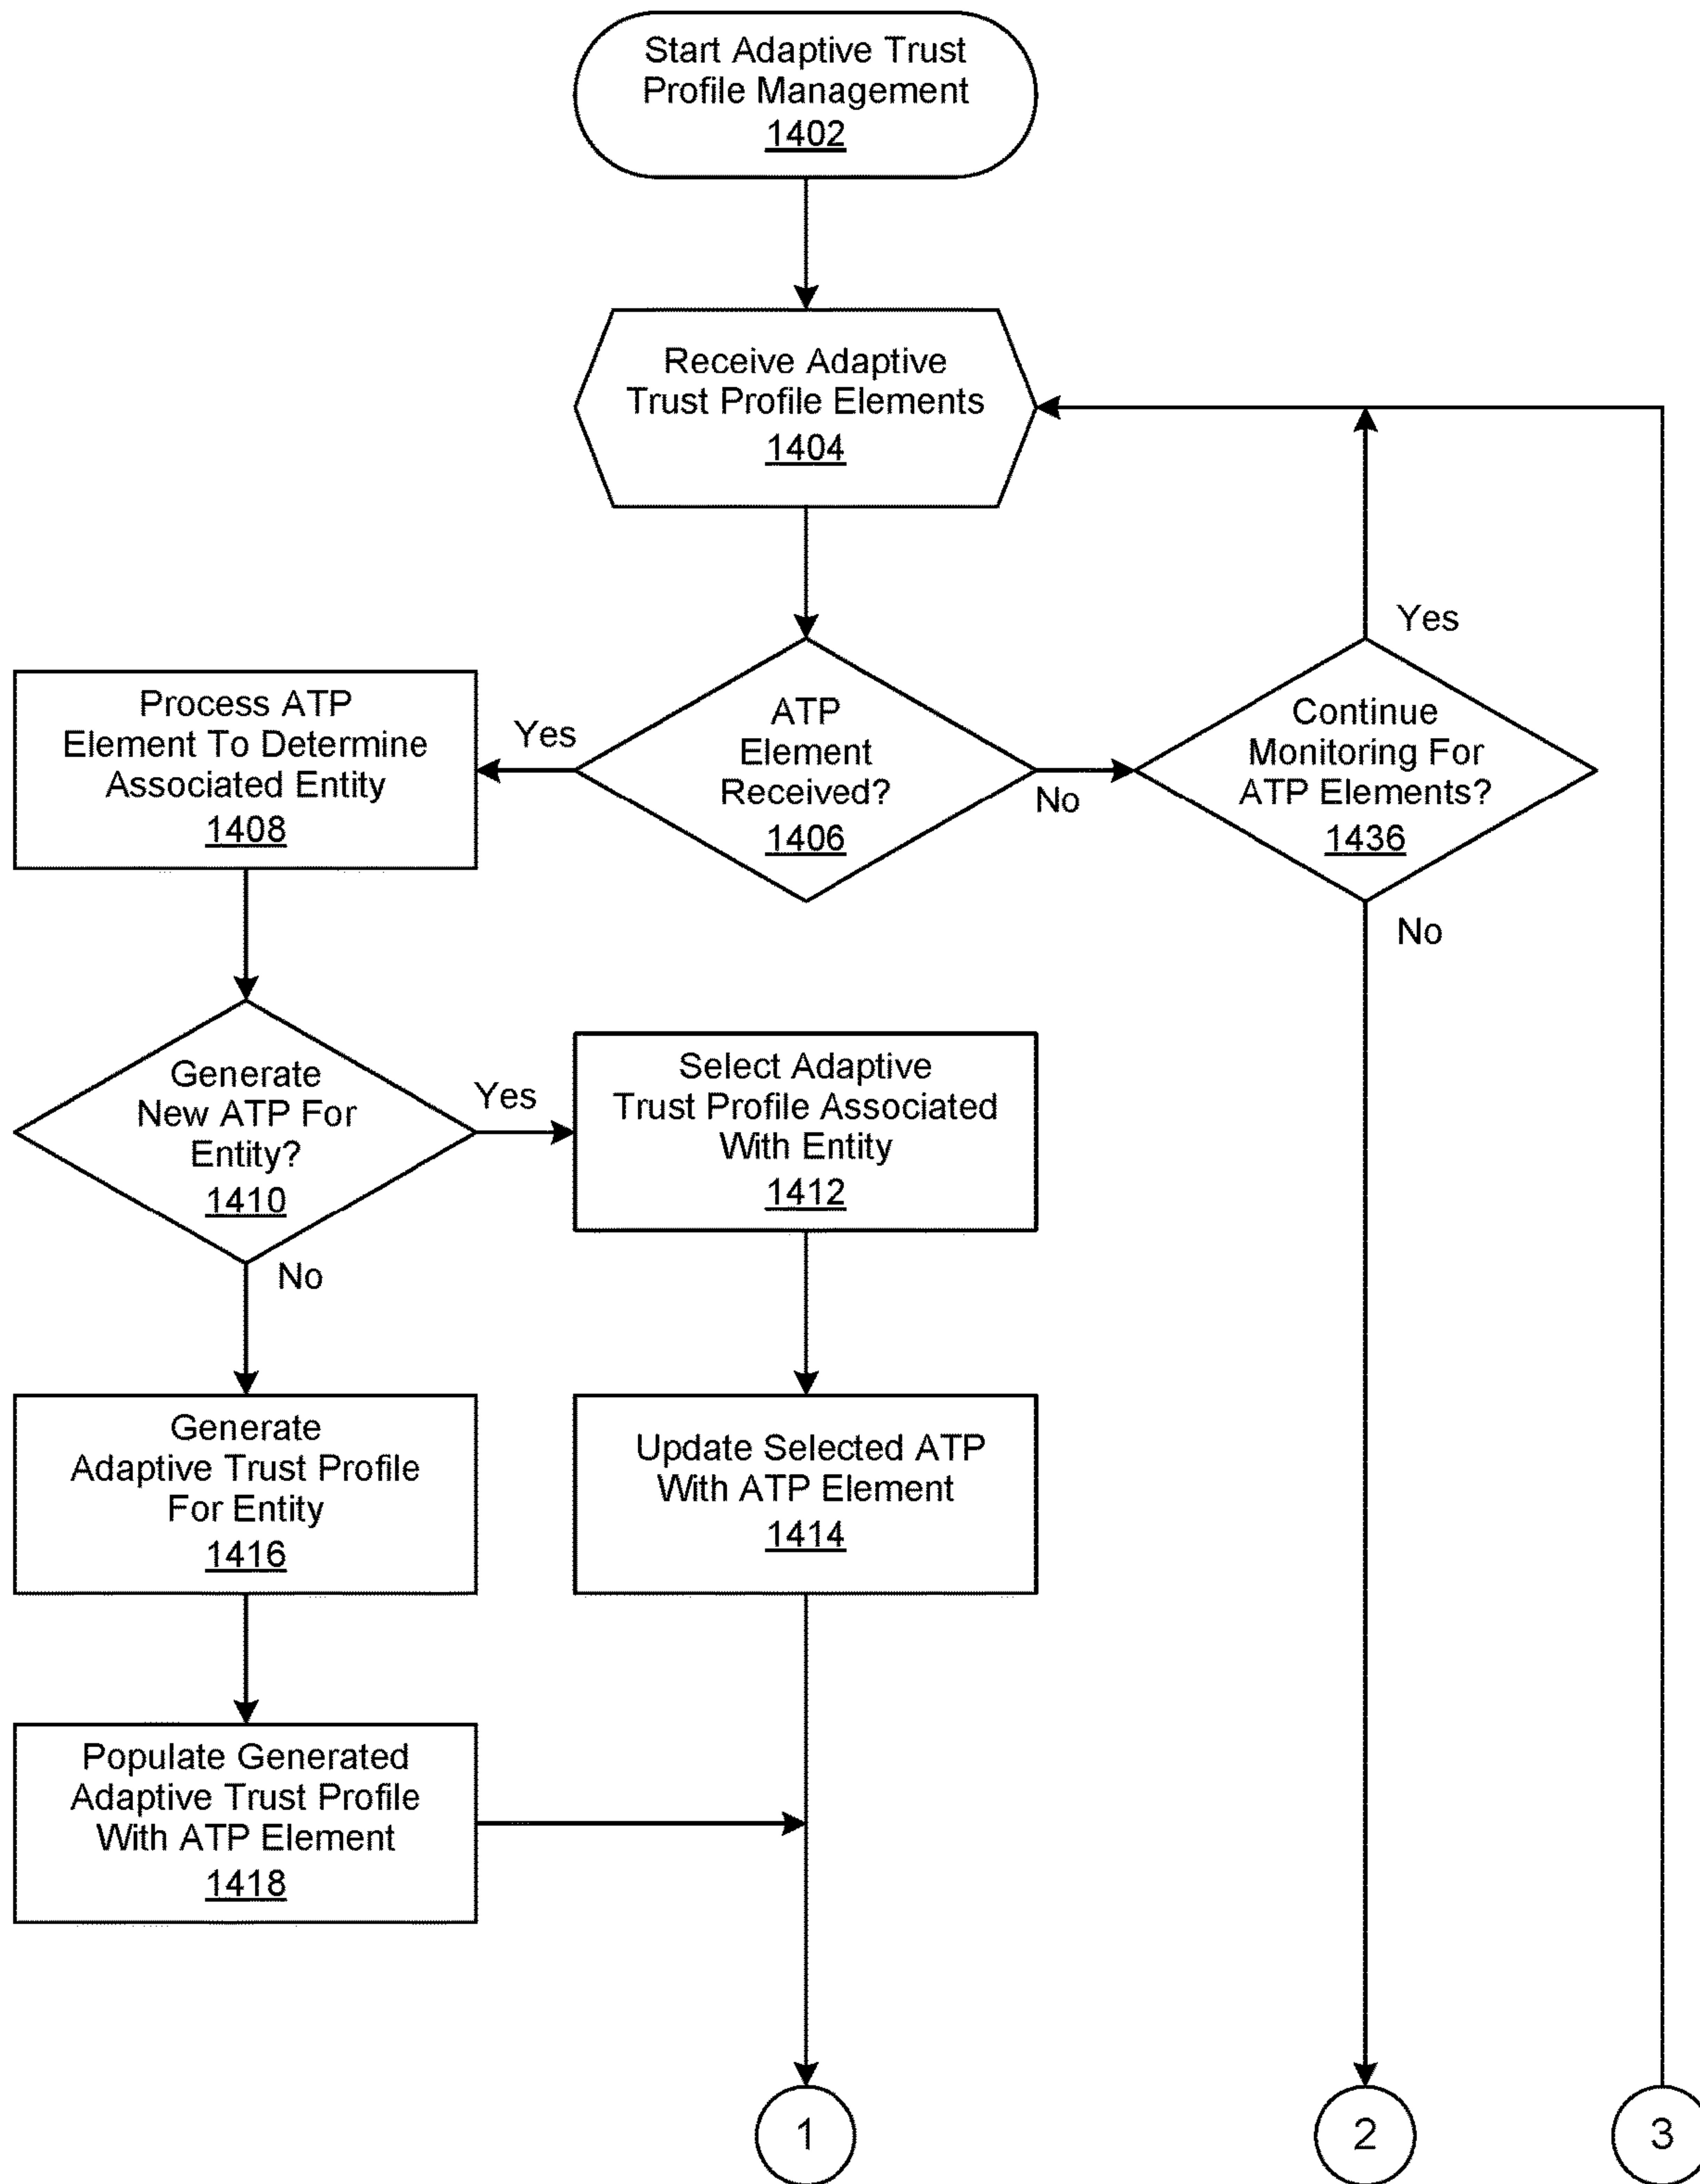 Start Adaptive Trust
Profile Management
1402
Receive Adaptive
Trust Profile Elements
1404
Yes
Process ATP
Element To Determine
Associated Entity
1408
Yes
ATP
Element
Received?
1406
No
Continue
Monitoring For
ATP Elements?
1436
No
Generate
New ATP For
Entity?
1410
Yes
Select Adaptive
Trust Profile Associated
With Entity
1412
No
Generate
Adaptive Trust Profile
For Entity
1416
Update Selected ATP
With ATP Element
1414
Populate Generated
Adaptive Trust Profile
With ATP Element
1418
1
2
3